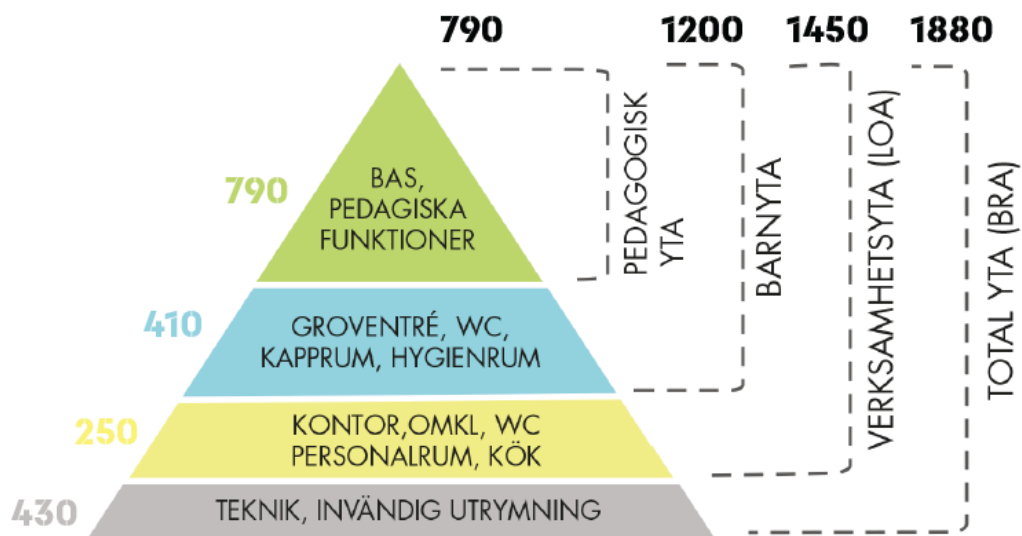 790
1200
1450
1880
790
BAS,
PEDAGISKA
FUNKTIONER
410
GROVENTRÉ, WC,
KAPPRUM, HYGIENRUM
250
KONTOR,OMKL, WC
PERSONALRUM, KÖK
430
TEKNIK, INVÄNDIG UTRYMNING
PEDAGOGISK
YTA
BARNYTA
VERKSAMHETSYTA (LOA)
TOTAL YTA (BRA)